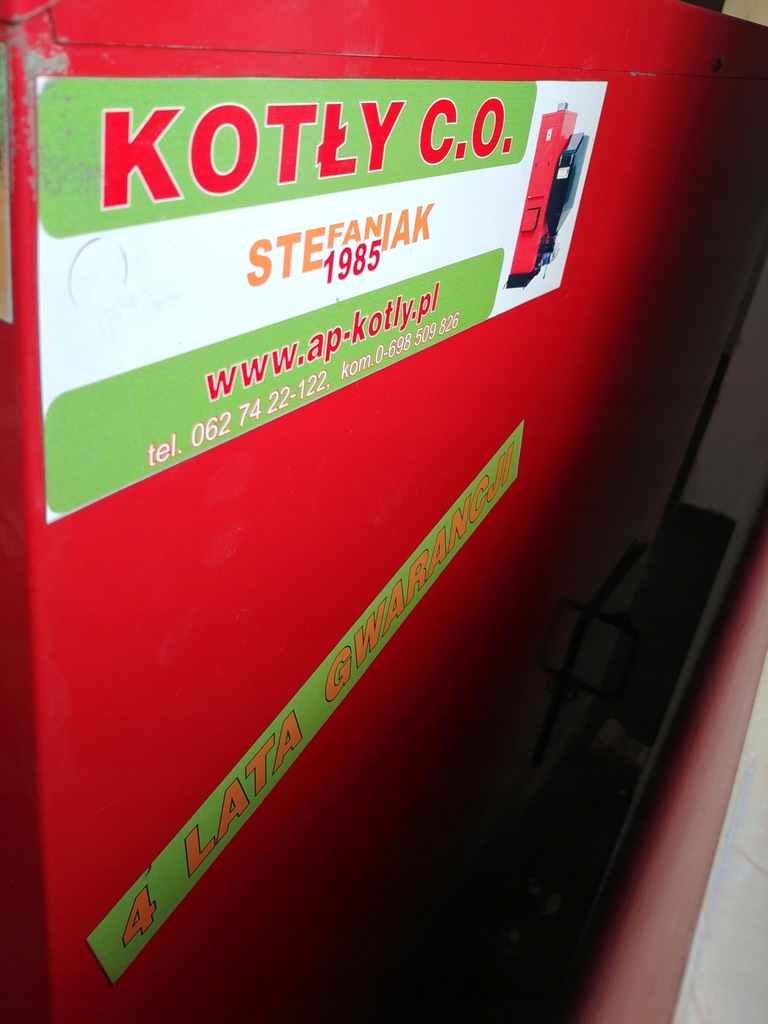 KOTŁY C.O.
STEFANIAK
1985
www.ap-kotly.pl
tel. 062 74 22-122, kom.0-698 509 826
4 LATA GWARANCJI